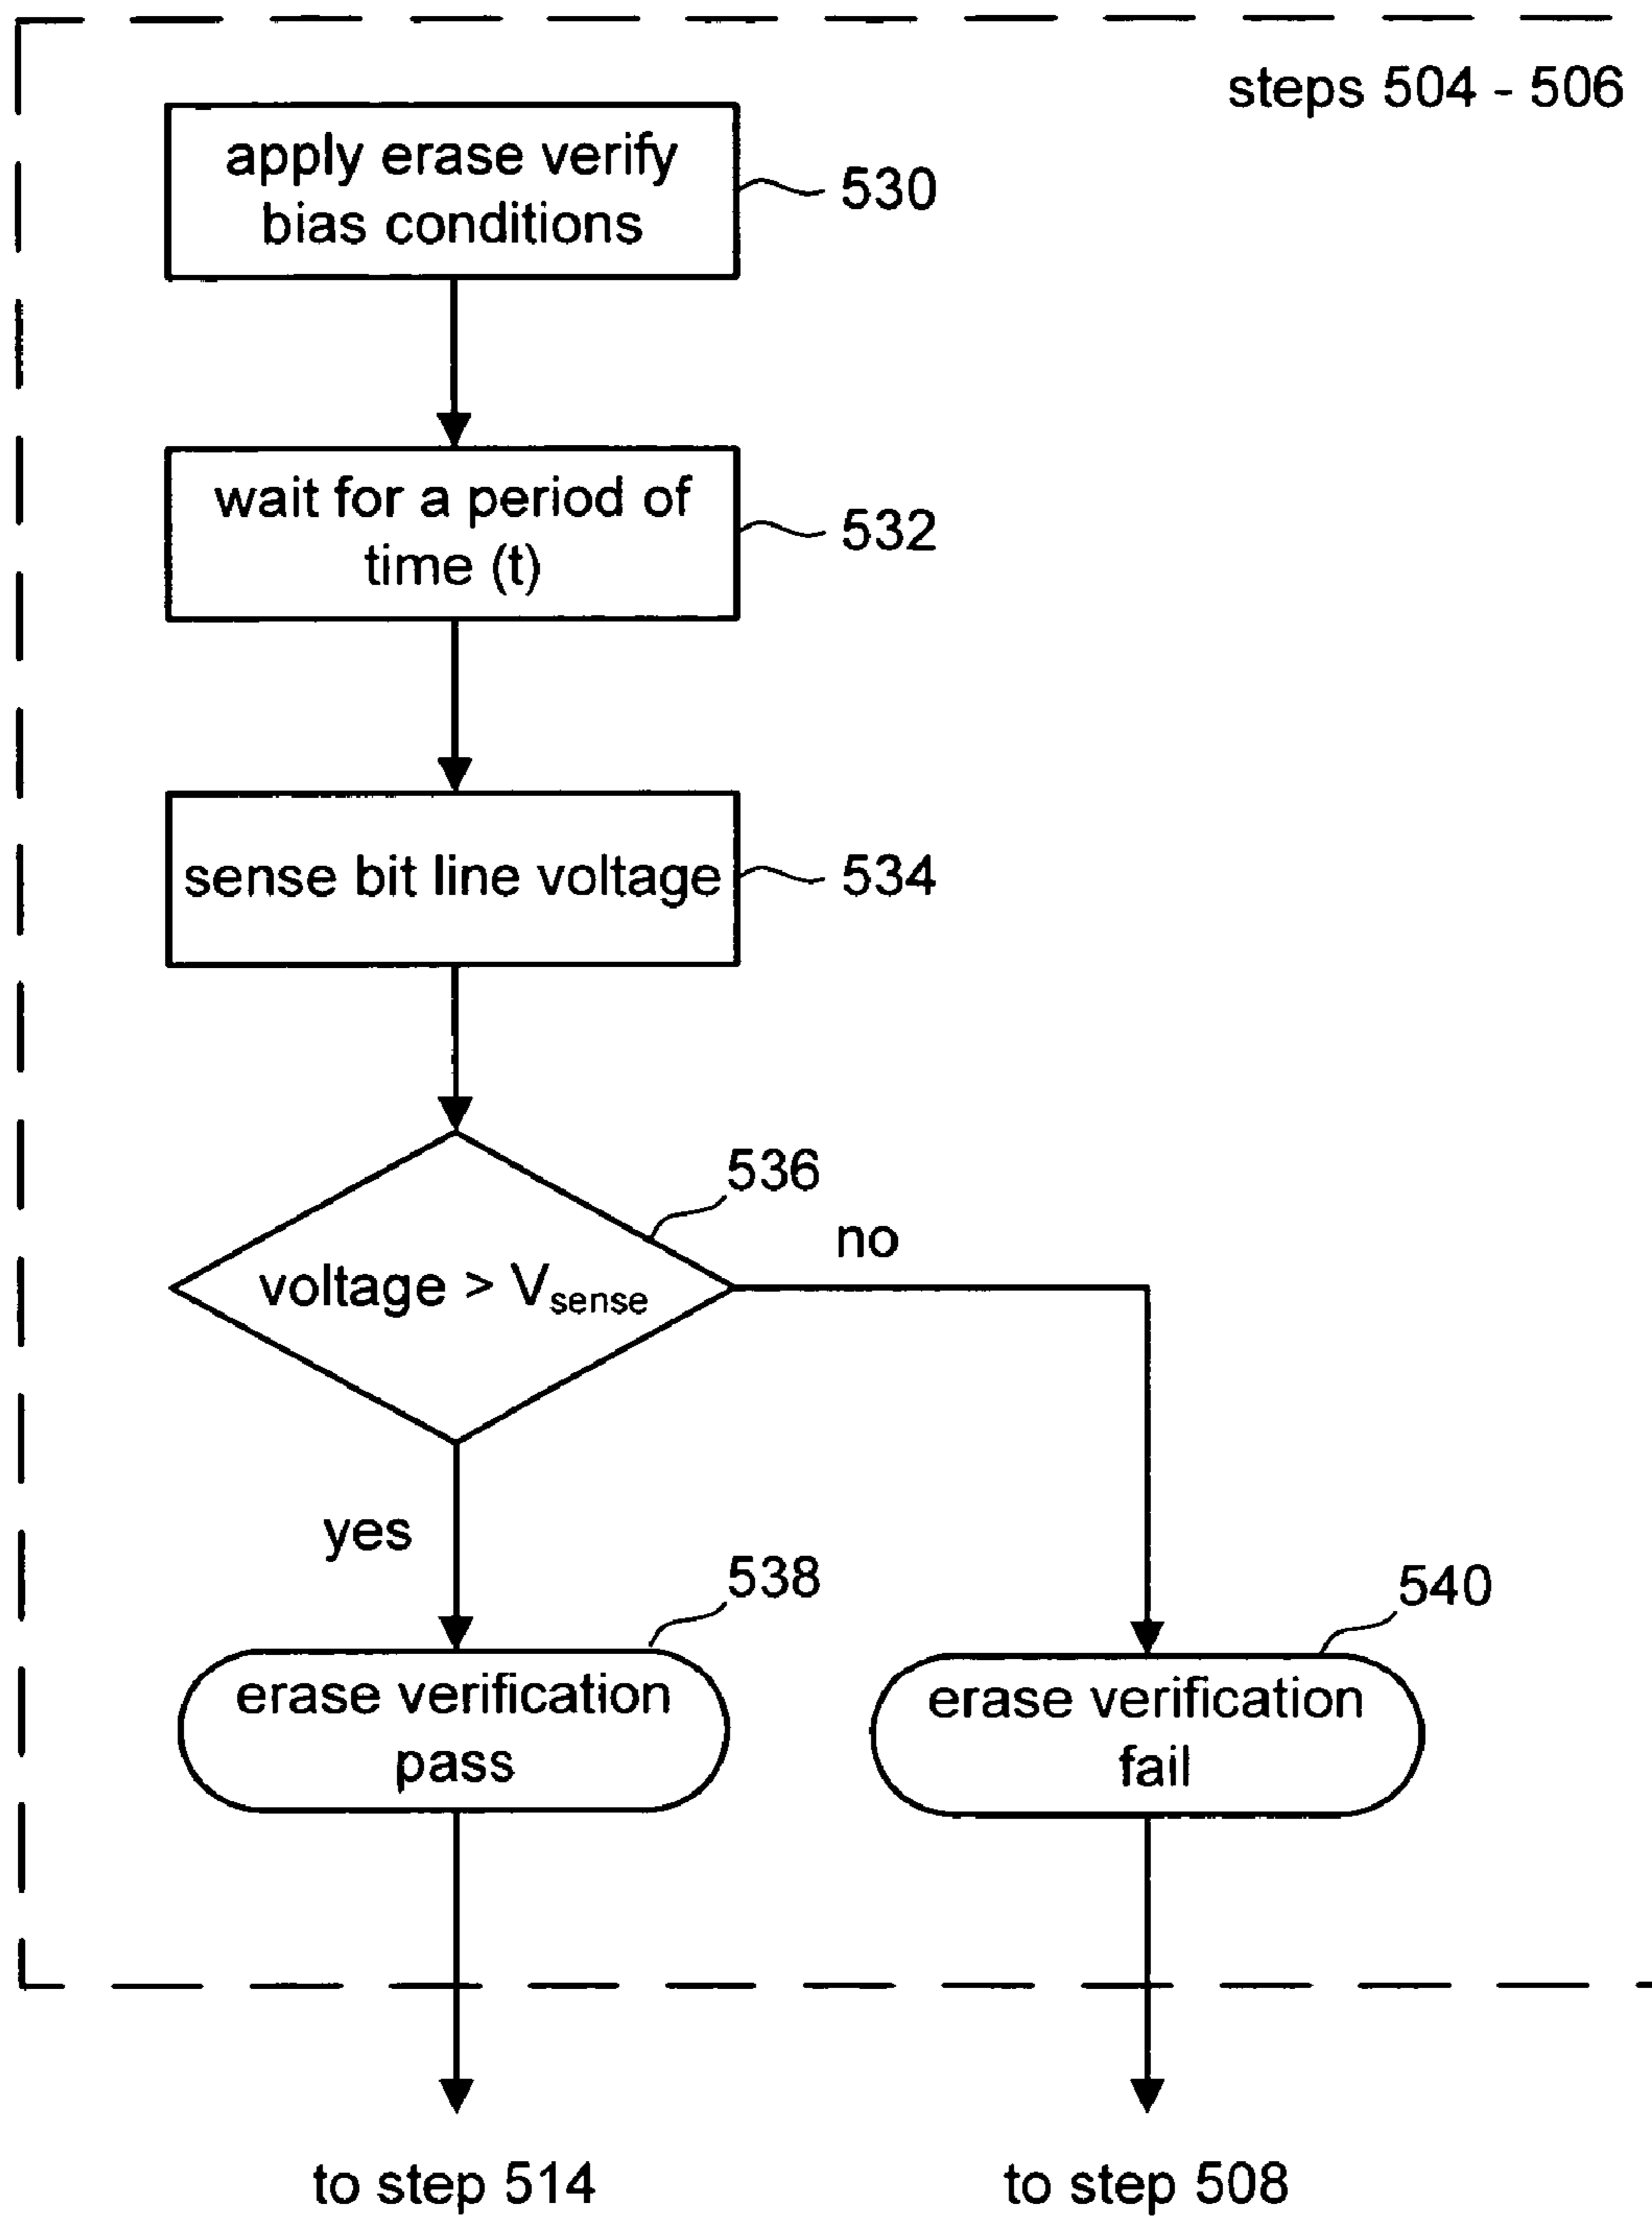 steps 504 - 506
apply erase verify
bias conditions
530
wait for a period of
time (t)
532
sense bit line voltage
534
536
voltage > Vsense
no
yes
538
540
erase verification
pass
erase verification
fail
to step 514
to step 508